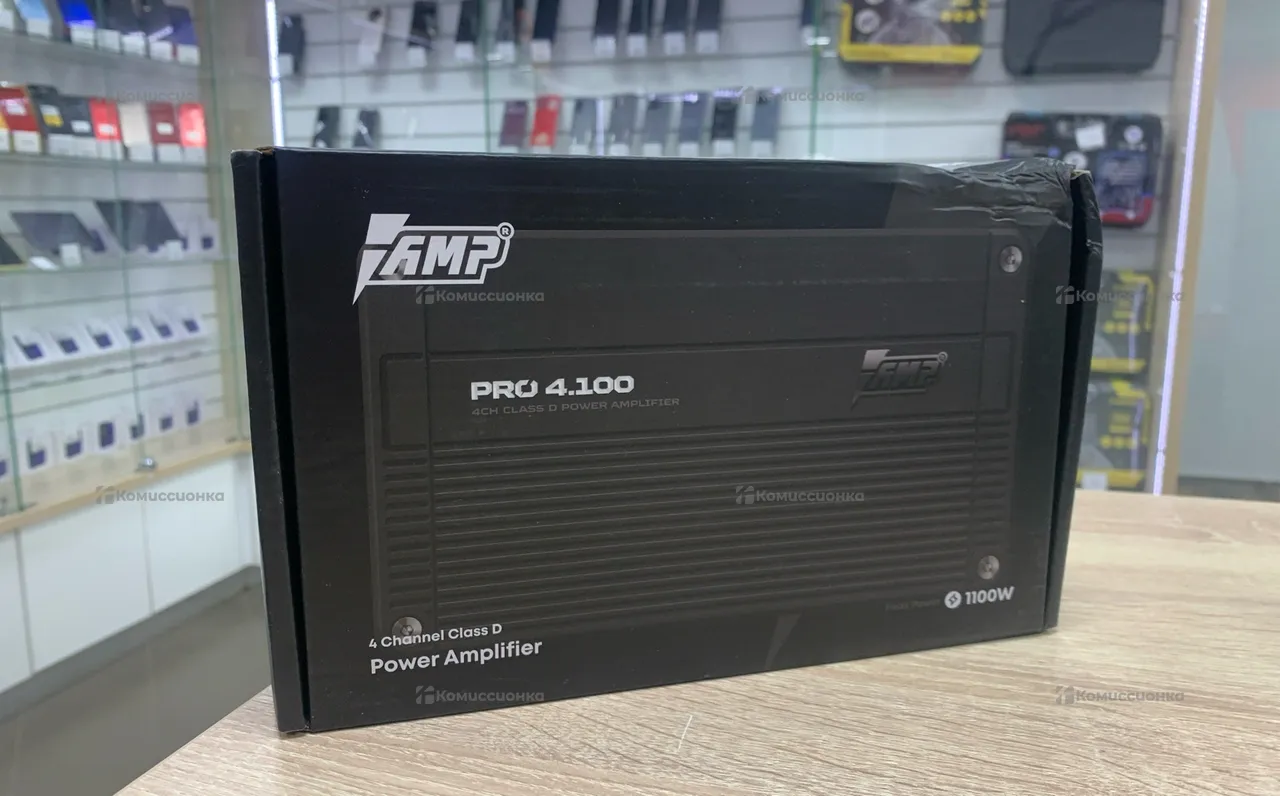 AMP®
PRO 4.100
4CH CLASS D POWER AMPLIFIER
AMP®
4 Channel Class D
Power Amplifier
1100W
Комиссионка
Комиссионка
Комиссионка
Комиссионка
Комиссионка
Комиссионка
Комиссионка